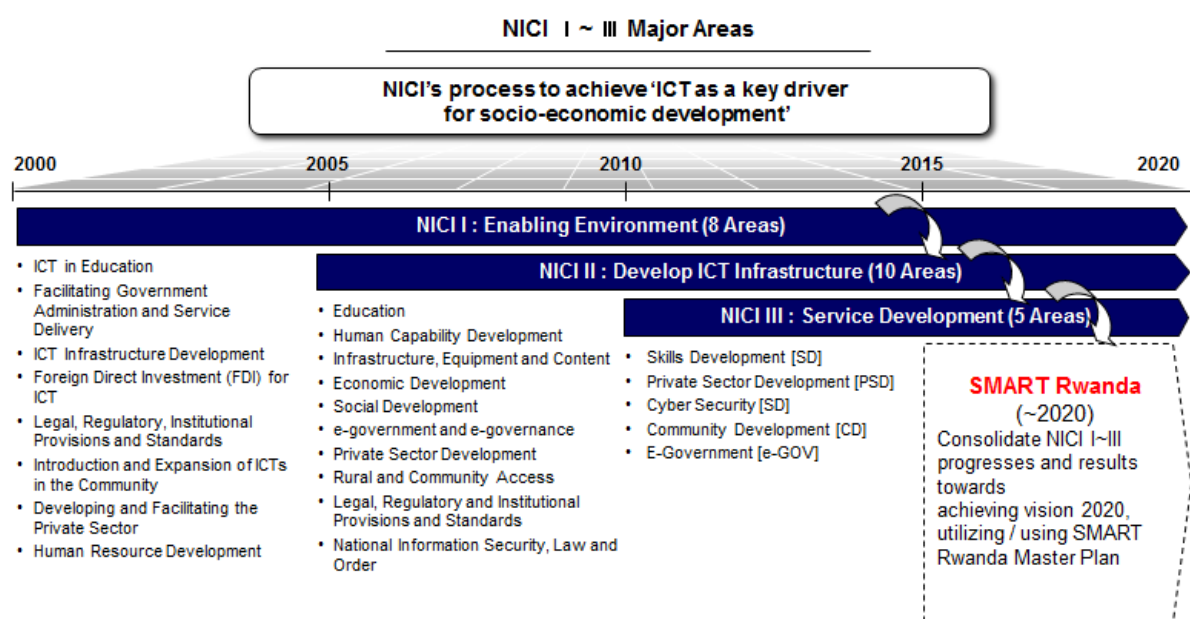 NICI I ~ III Major Areas
NICI's process to achieve 'ICT as a key driver
for socio-economic development'
2000
2005
2010
2015
2020
NICI I : Enabling Environment (8 Areas)
NICI II : Develop ICT Infrastructure (10 Areas)
NICI III : Service Development (5 Areas)
• ICT in Education
• Facilitating Government
Administration and Service
Delivery
• ICT Infrastructure Development
• Foreign Direct Investment (FDI) for
ICT
• Legal, Regulatory, Institutional
Provisions and Standards
• Introduction and Expansion of ICTs
in the Community
• Developing and Facilitating the
Private Sector
• Human Resource Development
• Education
• Human Capability Development
• Infrastructure, Equipment and Content
• Economic Development
• Social Development
• e-government and e-governance
• Private Sector Development
• Rural and Community Access
• Legal, Regulatory and Institutional
Provisions and Standards
• National Information Security, Law and
Order
• Skills Development [SD]
• Private Sector Development [PSD]
• Cyber Security [SD]
• Community Development [CD]
• E-Government [e-GOV]
SMART Rwanda
(~2020)
Consolidate NICI I~III
progresses and results
towards
achieving vision 2020,
utilizing / using SMART
Rwanda Master Plan